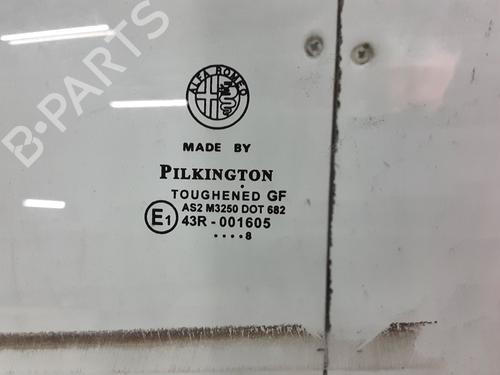 B-PARTS
ALFA ROMEO
MADE BY
PILKINGTON
TOUGHENED GF
AS2 M3250 DOT 682
E1 43R - 001605
....8